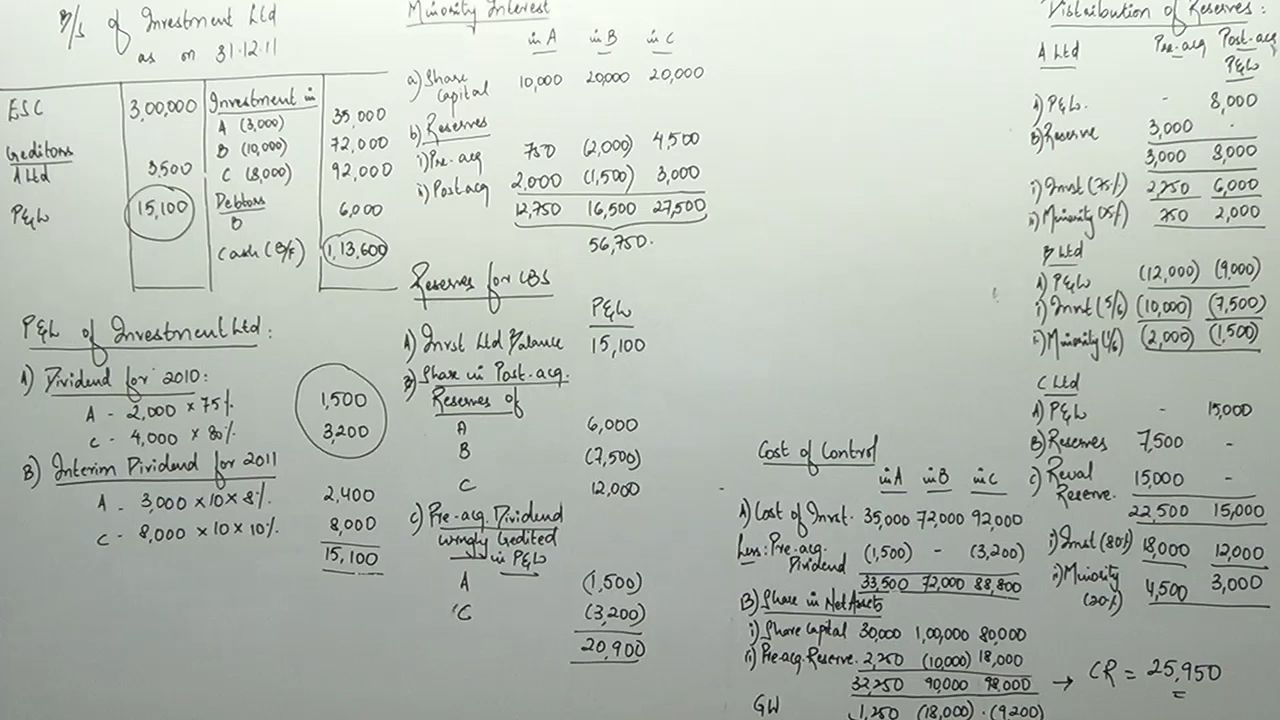 B/s of Investment Ltd
as on 31.12.11
ESC 3,00,000 Investment in
A (3,000) 35,000
B (10,000) 72,000
C (8,000) 92,000
Creditors
A Ltd 3,500
Debtors
B 6,000
P&L 15,100
Cash (B/F) 1,13,600
P&L of Investment Ltd:
A) Dividend for 2010:
A - 2,000 × 75% 1,500
C - 4,000 × 80% 3,200
B) Interim Dividend for 2011
A - 3,000 × 10 × 8% 2,400
C - 8,000 × 10 × 10% 8,000
15,100
Minority Interest
in A in B in C
a) Share Capital 10,000 20,000 20,000
b) Reserves
i) Pre-acq 750 (2,000) 4,500
ii) Post acq 2,000 (1,500) 3,000
12,750 16,500 27,500
56,750.
Reserves for CBS
P&L
A) Invst Ltd Balance 15,100
B) Share in Post-acq.
Reserves of
A 6,000
B (7,500)
C 12,000
C) Pre-acq. Dividend
wrngly Credited
in P&L
A (1,500)
C (3,200)
20,900
Cost of Control
in A in B in C
A) Cost of Invst. 35,000 72,000 92,000
Less: Pre-acq.
Dividend (1,500) - (3,200)
33,500 72,000 88,800
B) Share in Net Assets
i) Share Capital 30,000 1,00,000 80,000
ii) Pre-acq. Reserve. 2,250 (10,000) 18,000
32,250 90,000 98,000 → CR = 25,950
GW 1,250 (18,000) (9,200)
Distribution of Reserves:
A Ltd Pre-acq Post-acq
P&L
A) P&L. - 8,000
B) Reserve 3,000 -
3,000 8,000
i) Invst (75%) 2,250 6,000
ii) Minority (25%) 750 2,000
B Ltd
A) P&L (12,000) (9,000)
i) Invst (5/6) (10,000) (7,500)
ii) Minority (1/6) (2,000) (1,500)
C Ltd
A) P&L - 15,000
B) Reserves 7,500 -
C) Reval
Reserve. 15,000 -
22,500 15,000
i) Invst (80%) 18,000 12,000
ii) Minority
(20%) 4,500 3,000